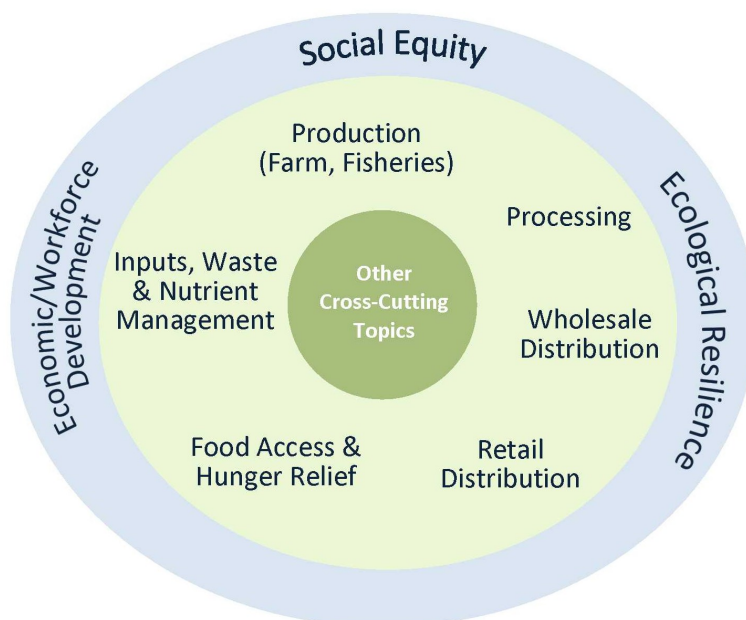 Social Equity
Production
(Farm, Fisheries)
Processing
Economic/Workforce
Development
Ecological Resilience
Inputs, Waste
& Nutrient
Management
Other
Cross-Cutting
Topics
Wholesale
Distribution
Food Access &
Hunger Relief
Retail
Distribution